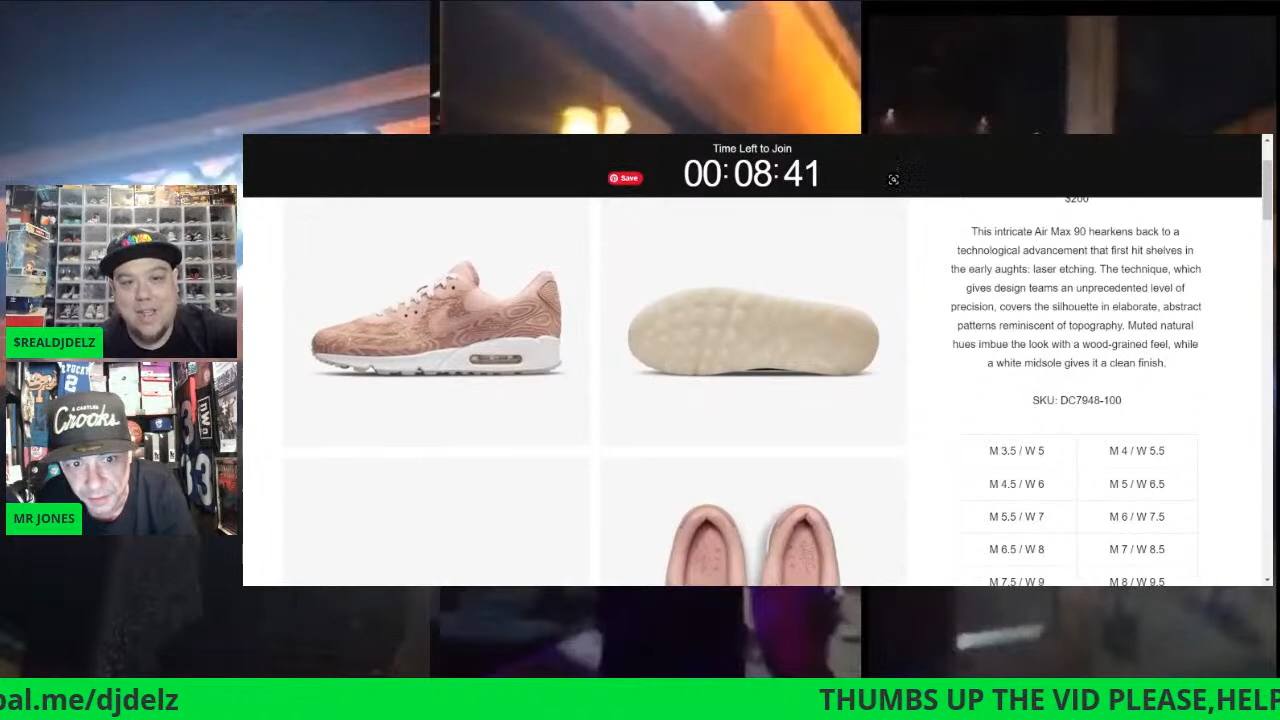 Time Left to Join
00:08:41
Save
$200
This intricate Air Max 90 hearkens back to a
technological advancement that first hit shelves in
the early aughts: laser etching. The technique, which
gives design teams an unprecedented level of
precision, covers the silhouette in elaborate, abstract
patterns reminiscent of topography. Muted natural
hues imbue the look with a wood-grained feel, while
a white midsole gives it a clean finish.
SKU: DC7948-100
M 3.5 / W 5
M 4 / W 5.5
M 4.5 / W 6
M 5 / W 6.5
M 5.5 / W 7
M 6 / W 7.5
M 6.5 / W 8
M 7 / W 8.5
M 7.5 / W 9
M 8 / W 9.5
$REALDJDELZ
Crooks
MR JONES
pal.me/djdelz
THUMBS UP THE VID PLEASE,HELP